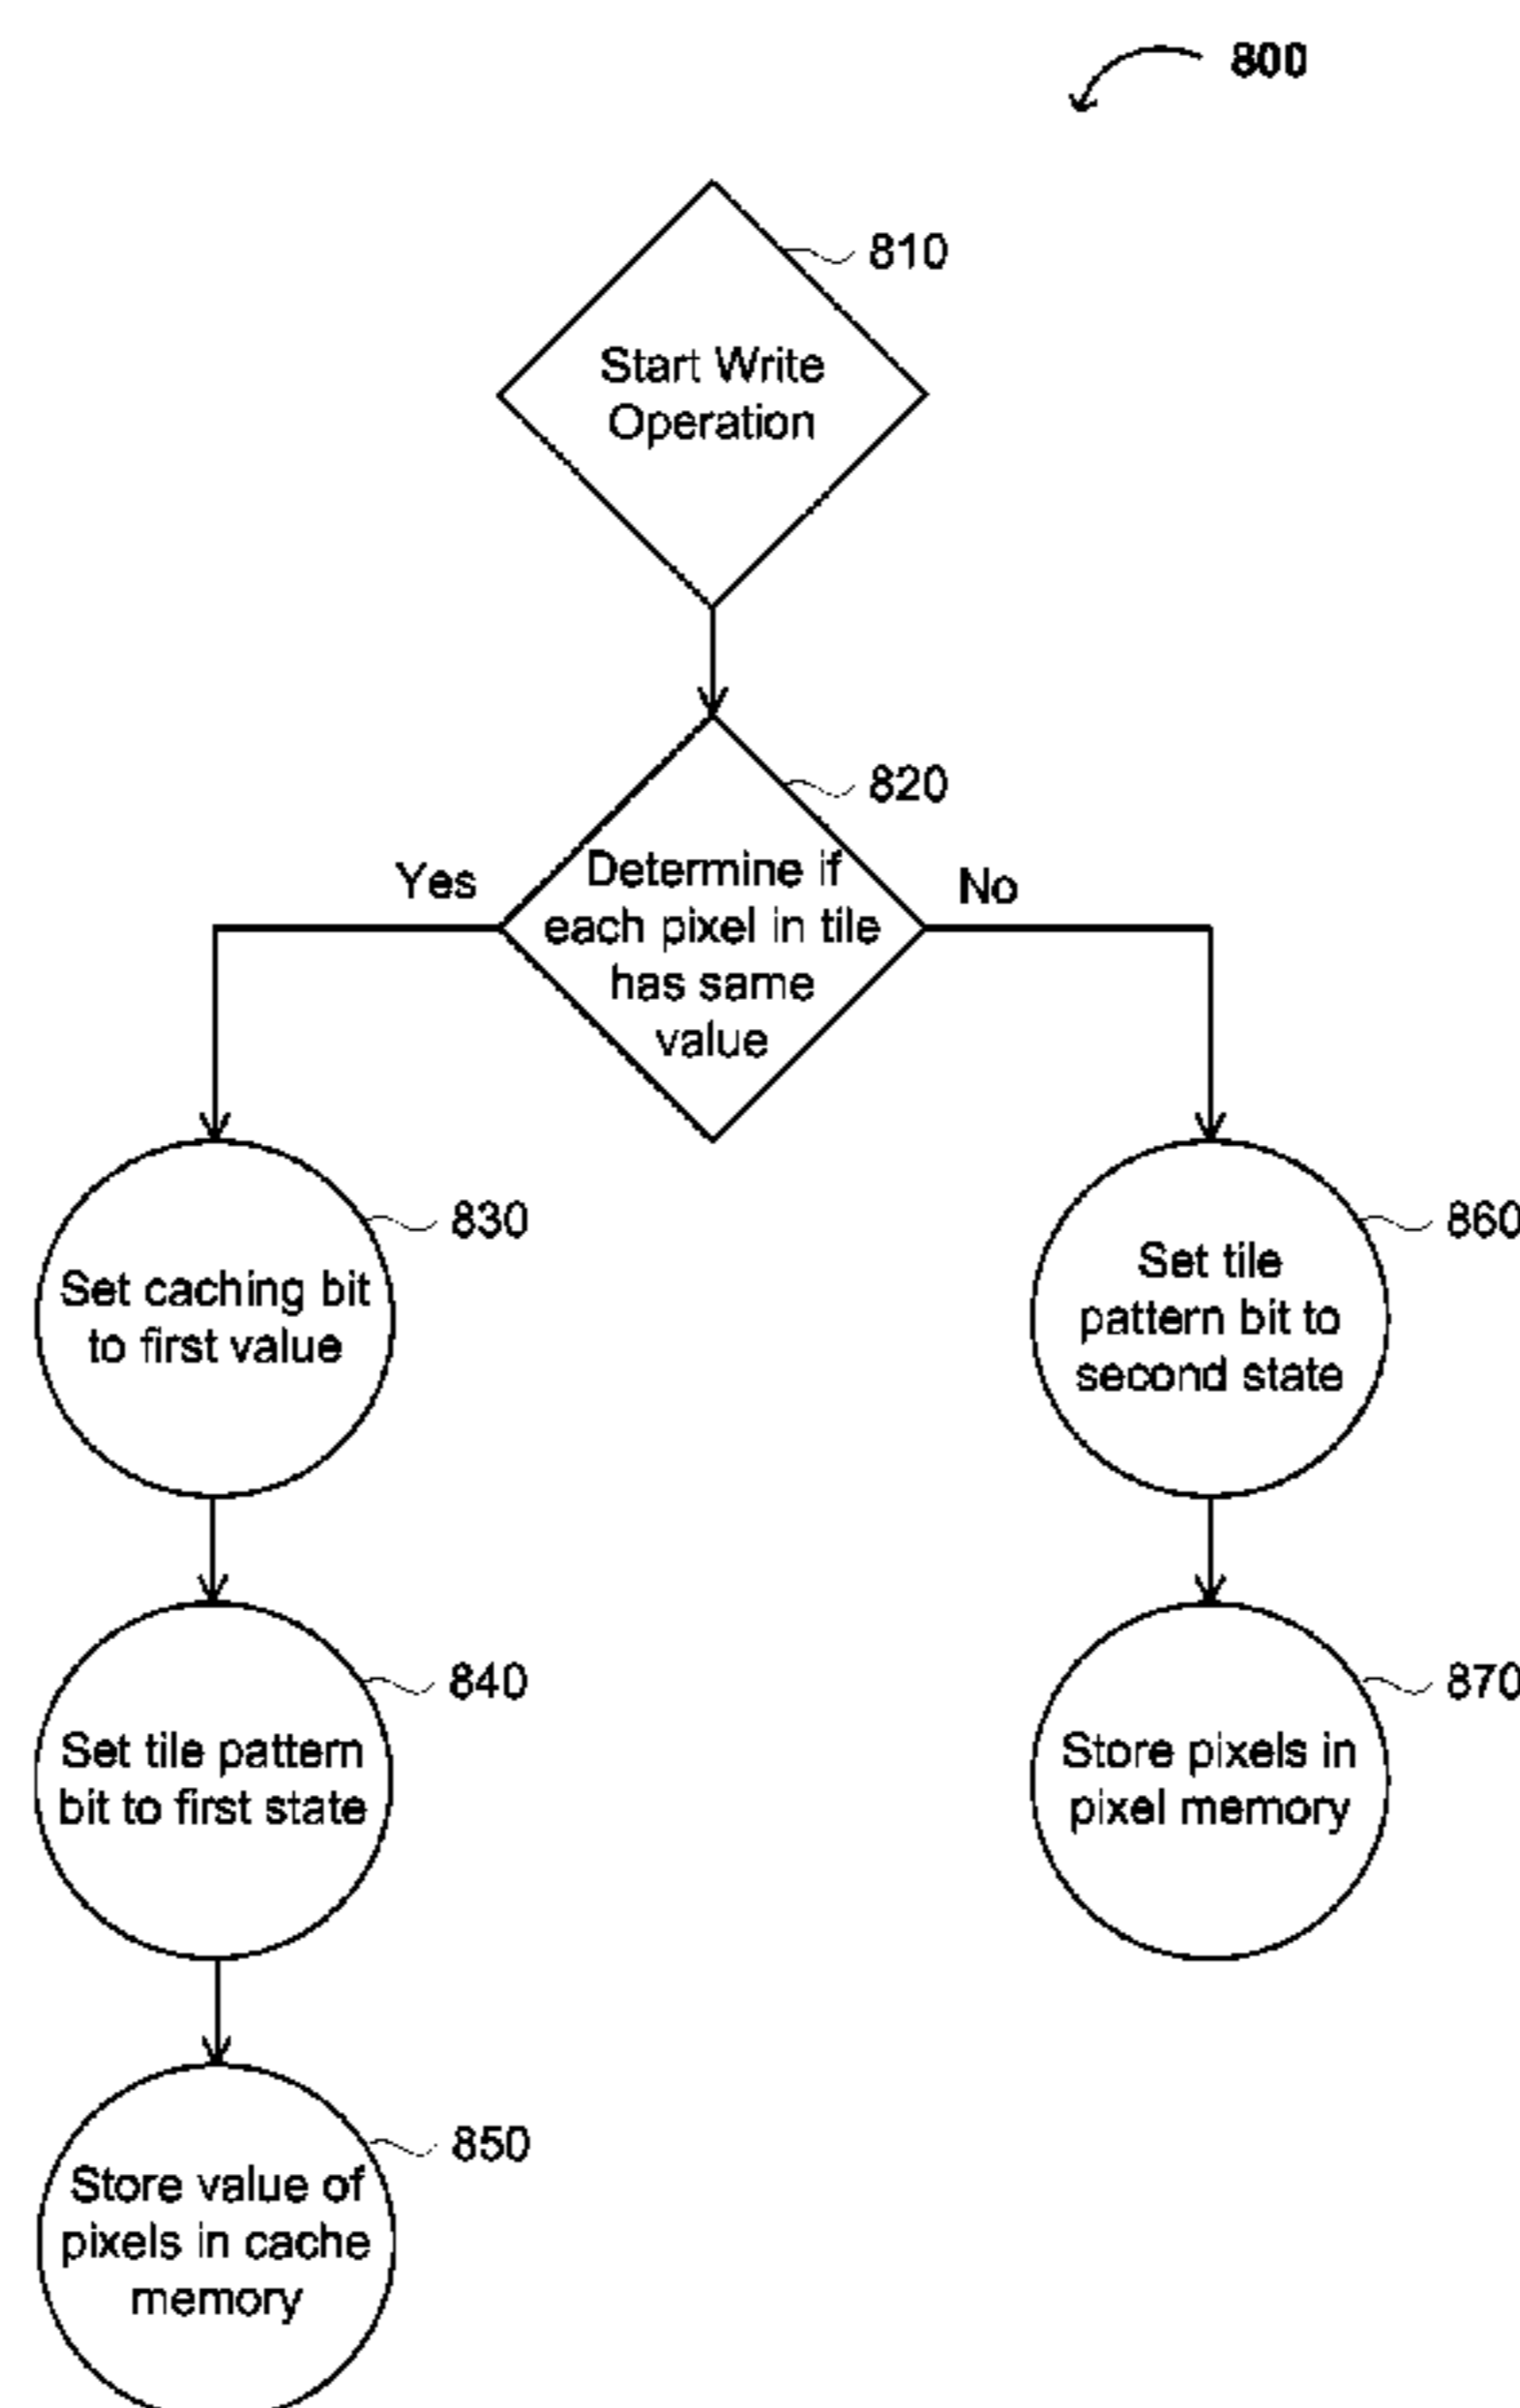 800
810
Start Write
Operation
820
Yes
No
Determine if
each pixel in tile
has same
value
830
Set caching bit
to first value
860
Set tile
pattern bit to
second state
840
Set tile pattern
bit to first state
870
Store pixels in
pixel memory
850
Store value of
pixels in cache
memory